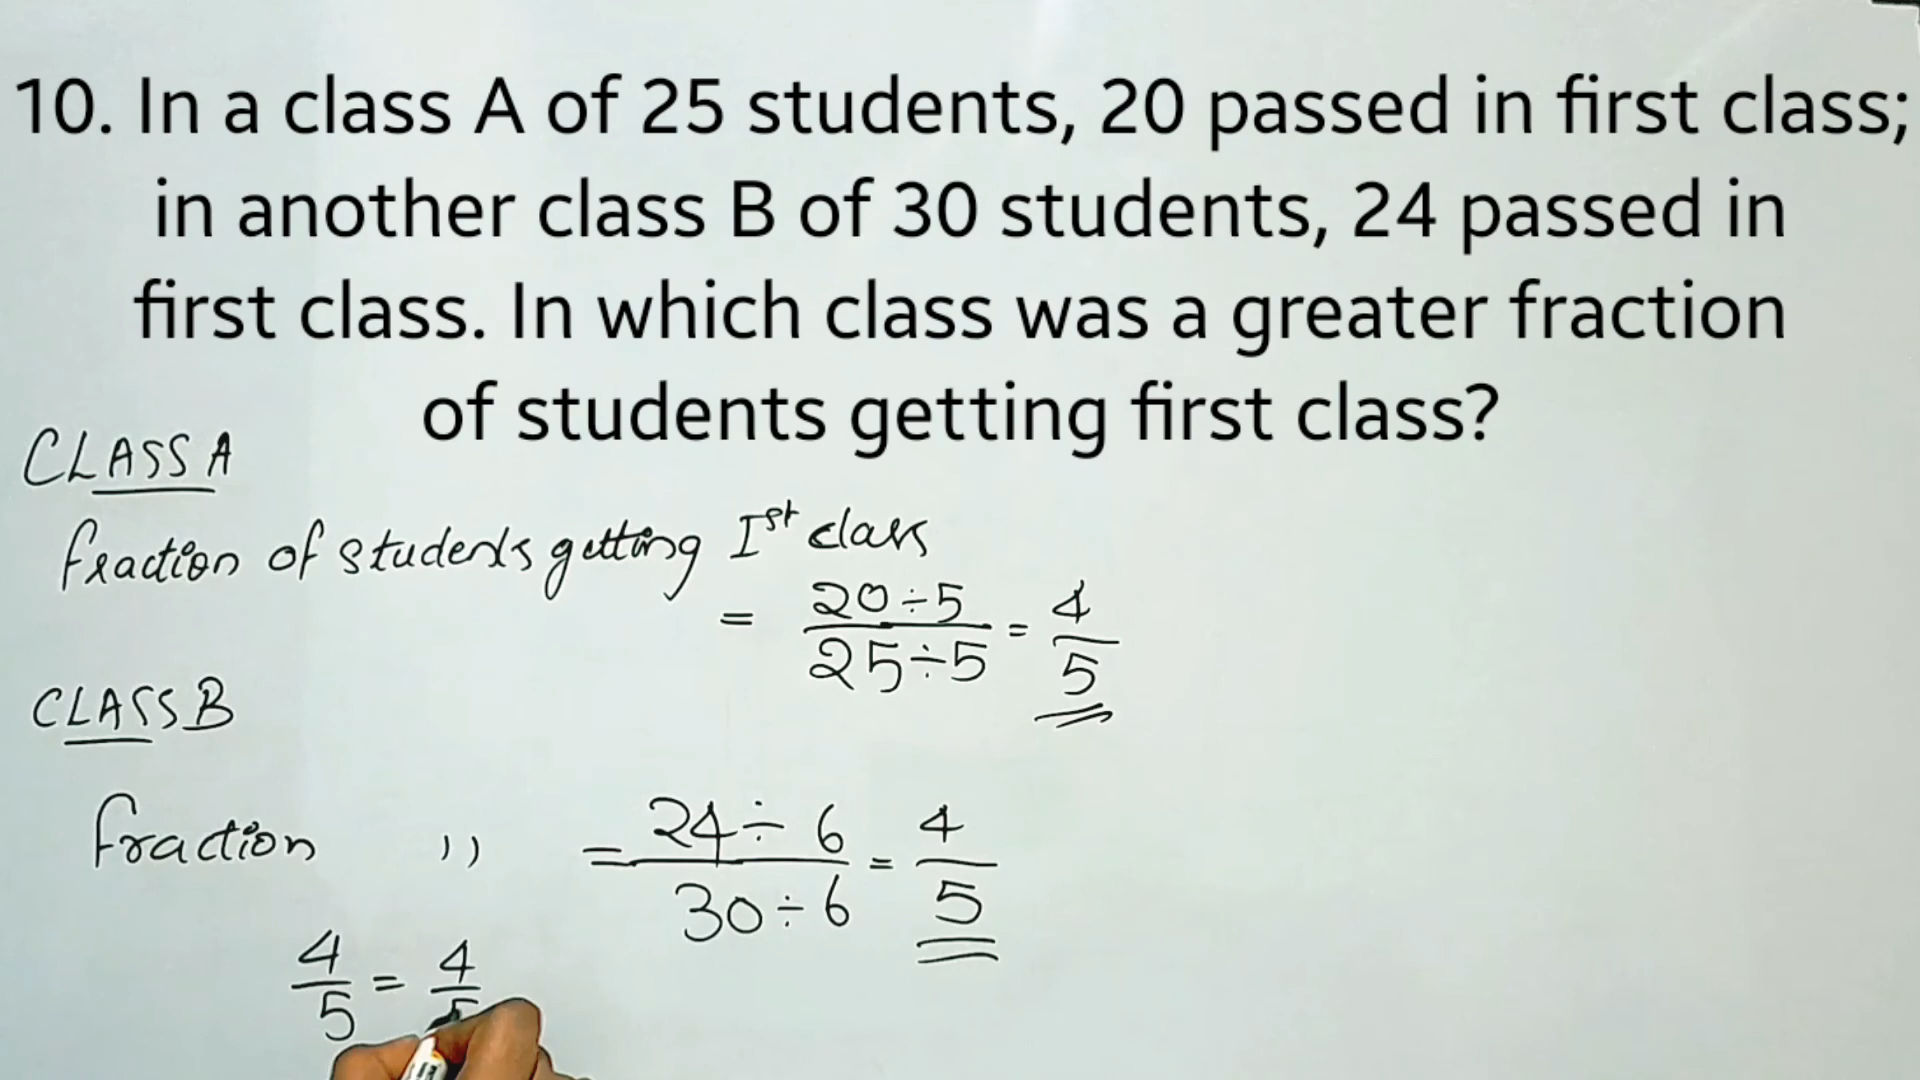 10. In a class A of 25 students, 20 passed in first class;
in another class B of 30 students, 24 passed in
first class. In which class was a greater fraction
of students getting first class?
CLASS A
fraction of students getting Ist class
= 20÷5/25÷5 = 4/5
CLASS B
fraction ,, = 24÷6/30÷6 = 4/5
4/5 = 4/5